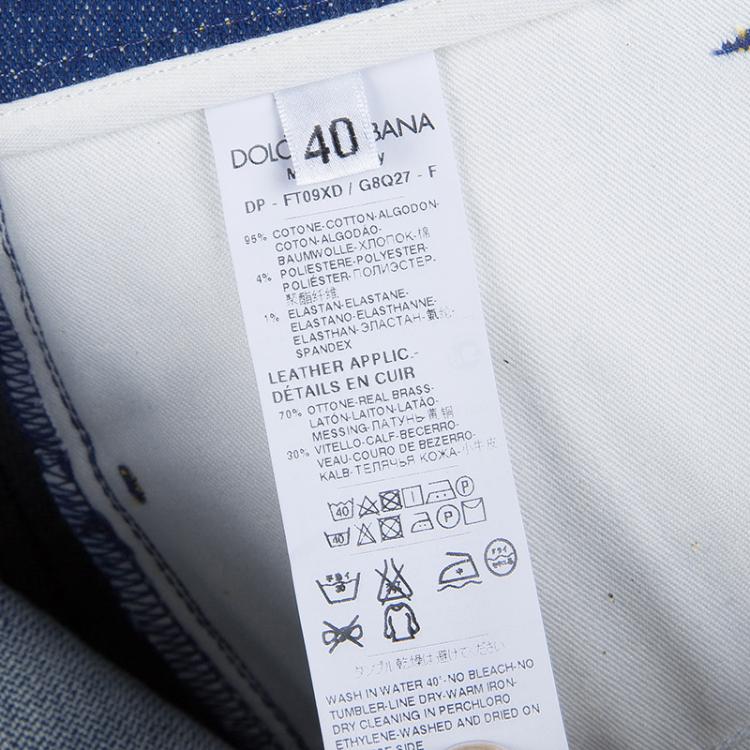 40
DOLC BANA
M y
DP - FT09XD / G8Q27 - F
95% COTONE-COTTON-ALGODON-
COTON-ALGODÃO-
BAUMWOLLE-ХЛОПОК-棉
4% POLIESTERE-POLYESTER-
POLIÉSTER-ПОЛИЭСТЕР-
聚酯纤维
1% ELASTAN-ELASTANE-
ELASTANO-ELASTHANNE-
ELASTHAN-ЭЛАСТАН-氨纶-
SPANDEX
LEATHER APPLIC.-
DÉTAILS EN CUIR
70% OTTONE-REAL BRASS-
LATÓN-LAITON-LATÃO-
MESSING-ЛАТУНЬ-黄铜
30% VITELLO-CALF-BECERRO-
VEAU-COURO DE BEZERRO-
KALB-ТЕЛЯЧЬЯ КОЖА-小牛皮
40 P
40 P
ドライ
タンブル乾燥は避けてください
WASH IN WATER 40°-NO BLEACH-NO
TUMBLER-LINE DRY-WARM IRON-
DRY CLEANING IN PERCHLORO
ETHYLENE-WASHED AND DRIED ON
SIDE